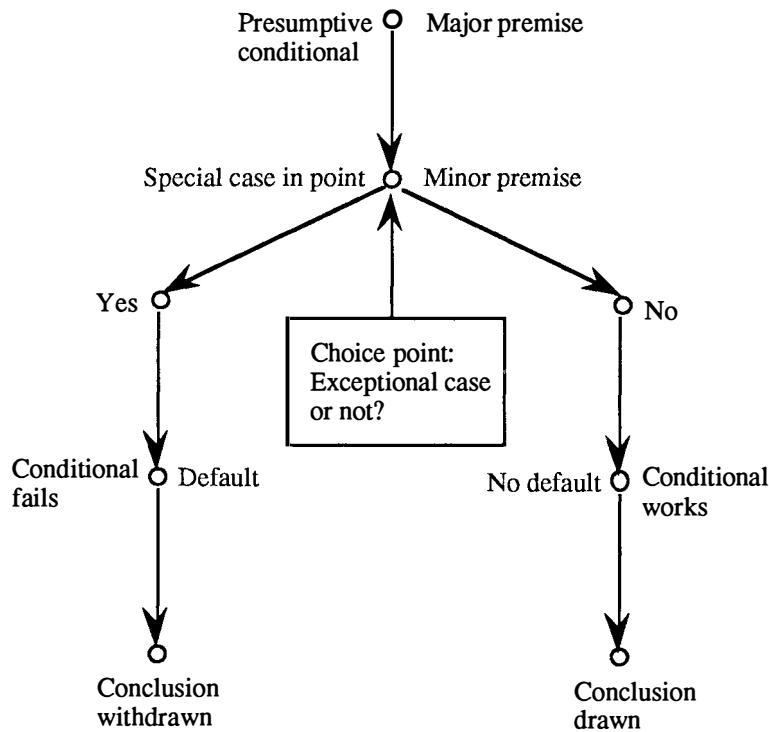 Presumptive
conditional
Major premise
Special case in point
Minor premise
Yes
No
Choice point:
Exceptional case
or not?
Conditional
fails
Default
No default
Conditional
works
Conclusion
withdrawn
Conclusion
drawn